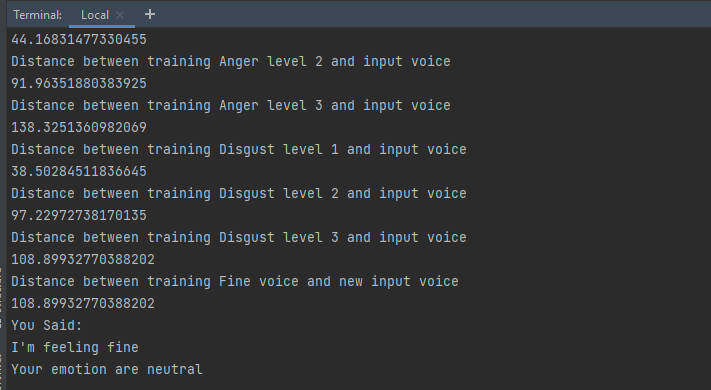 Terminal: Local × +
44.16831477330455
Distance between training Anger level 2 and input voice
91.96351880383925
Distance between training Anger level 3 and input voice
138.3251360982069
Distance between training Disgust level 1 and input voice
38.50284511836645
Distance between training Disgust level 2 and input voice
97.22972738170135
Distance between training Disgust level 3 and input voice
108.89932770388202
Distance between training Fine voice and new input voice
108.89932770388202
You Said:
I'm feeling fine
Your emotion are neutral